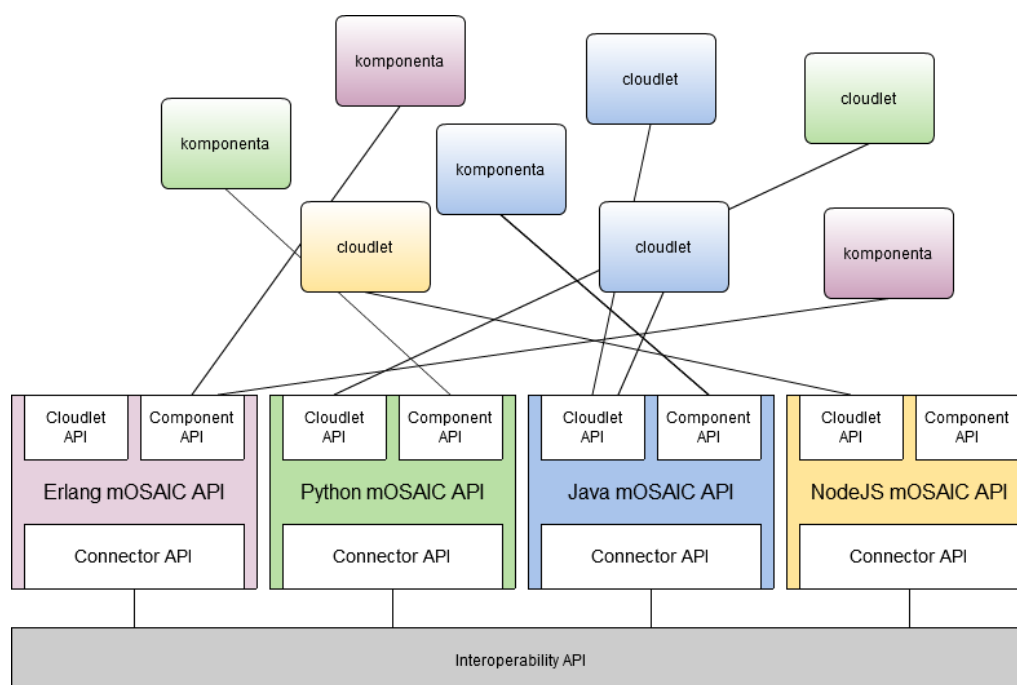 komponenta
cloudlet
cloudlet
komponenta
komponenta
cloudlet
cloudlet
komponenta
Cloudlet
API
Component
API
Cloudlet
API
Component
API
Cloudlet
API
Component
API
Cloudlet
API
Component
API
Erlang mOSAIC API
Python mOSAIC API
Java mOSAIC API
NodeJS mOSAIC API
Connector API
Connector API
Connector API
Connector API
Interoperability API